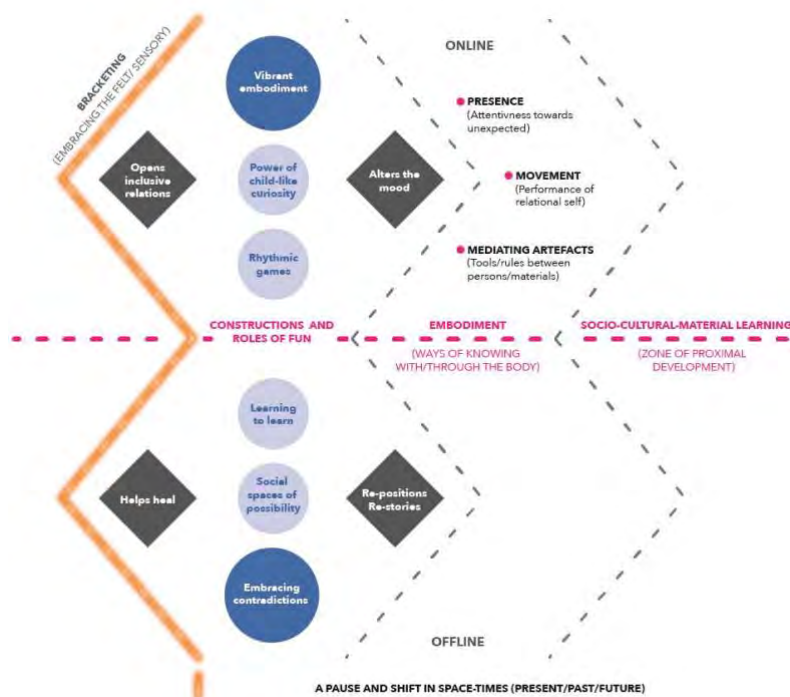 ONLINE
BRACKETING
(EMBRACING THE FELT/ SENSORY)
Vibrant
embodiment
PRESENCE
(Attentivness towards
unexpected)
Opens
inclusive
relations
Power of
child-like
curiosity
Alters the
mood
MOVEMENT
(Performance of
relational self)
Rhythmic
games
MEDIATING ARTEFACTS
(Tools/rules between
persons/materials)
CONSTRUCTIONS AND
ROLES OF FUN
EMBODIMENT
(WAYS OF KNOWING
WITH/THROUGH THE BODY)
SOCIO-CULTURAL-MATERIAL LEARNING
(ZONE OF PROXIMAL
DEVELOPMENT)
Learning
to learn
Helps heal
Social
spaces of
possibility
Re-positions
Re-stories
Embracing
contradictions
OFFLINE
A PAUSE AND SHIFT IN SPACE-TIMES (PRESENT/PAST/FUTURE)